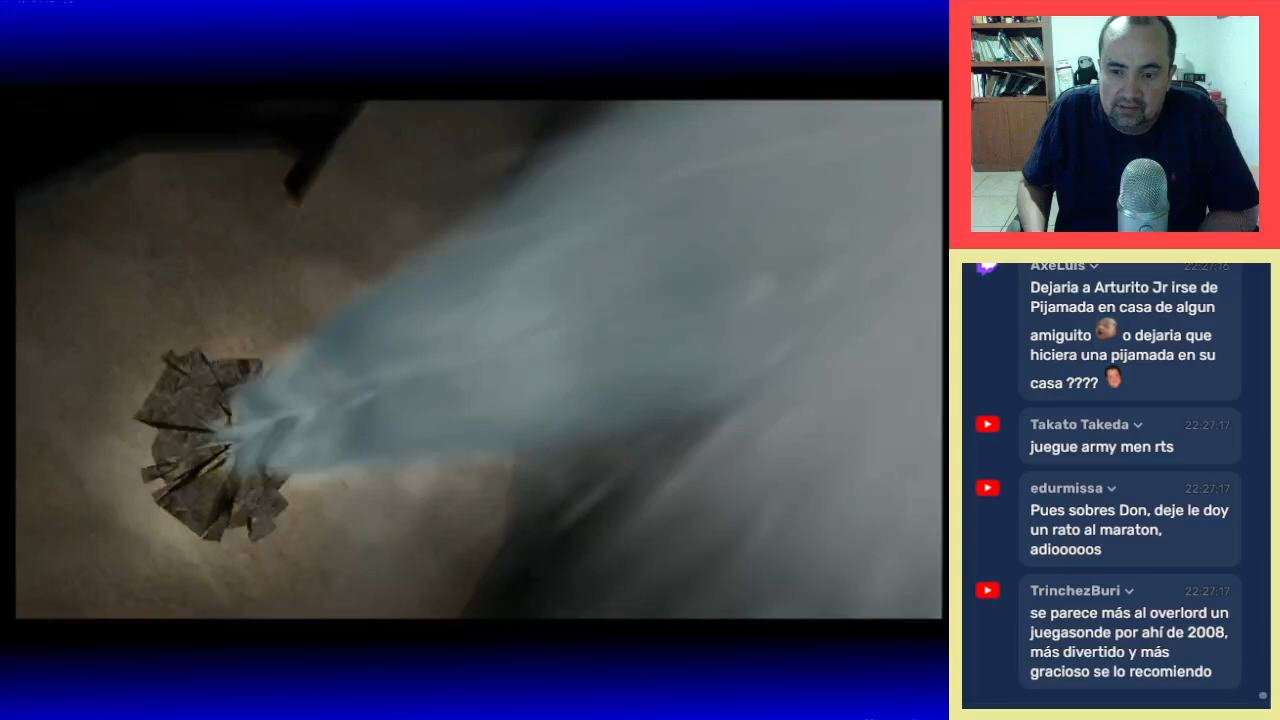 AxeLuis 22:27:16
Dejaria a Arturito Jr irse de
Pijamada en casa de algun
amiguito o dejaria que
hiciera una pijamada en su
casa ????
Takato Takeda 22:27:17
juegue army men rts
edurmissa 22:27:17
Pues sobres Don, deje le doy
un rato al maraton,
adiooooos
TrinchezBuri 22:27:17
se parece más al overlord un
juegasonde por ahí de 2008,
más divertido y más
gracioso se lo recomiendo